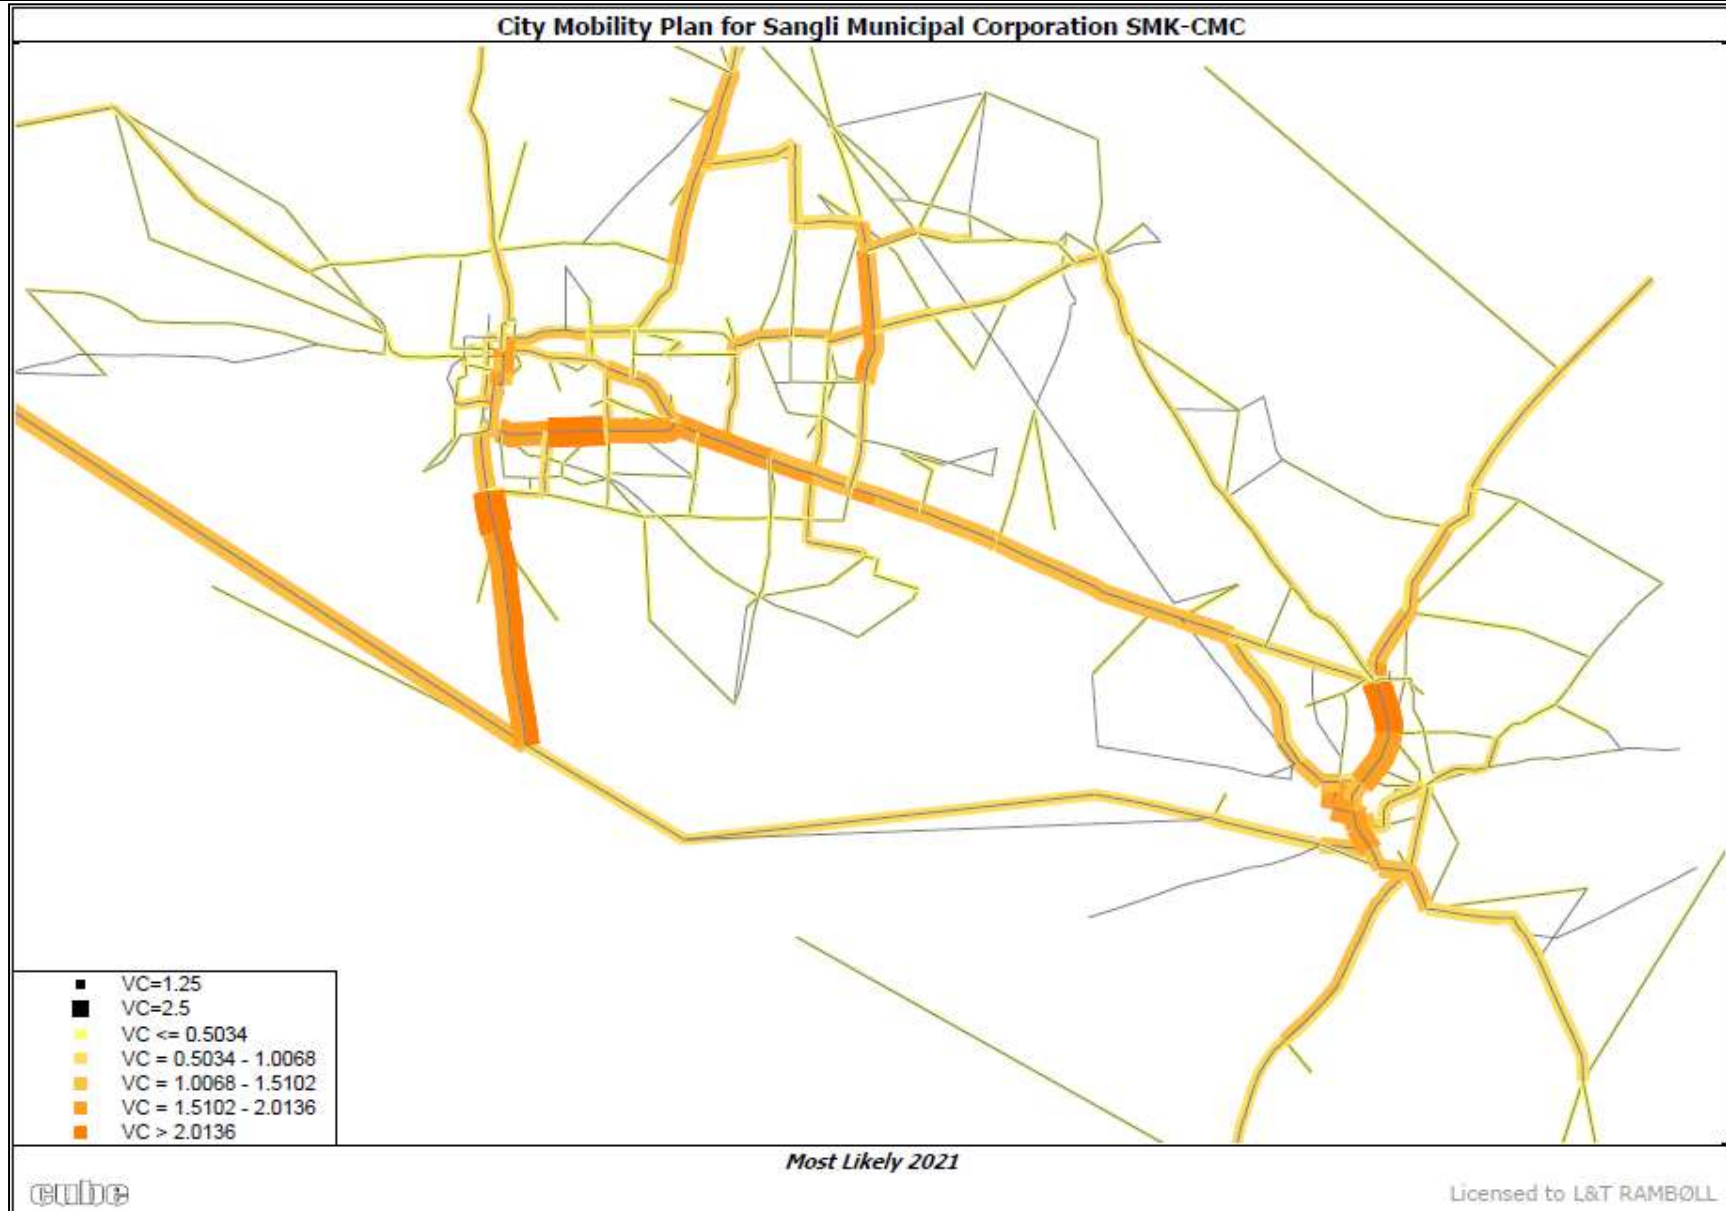 City Mobility Plan for Sangli Municipal Corporation SMK-CMC
VC=1.25
VC=2.5
VC <= 0.5034
VC = 0.5034 - 1.0068
VC = 1.0068 - 1.5102
VC = 1.5102 - 2.0136
VC > 2.0136
Most Likely 2021
cube
Licensed to L&T RAMBØLL